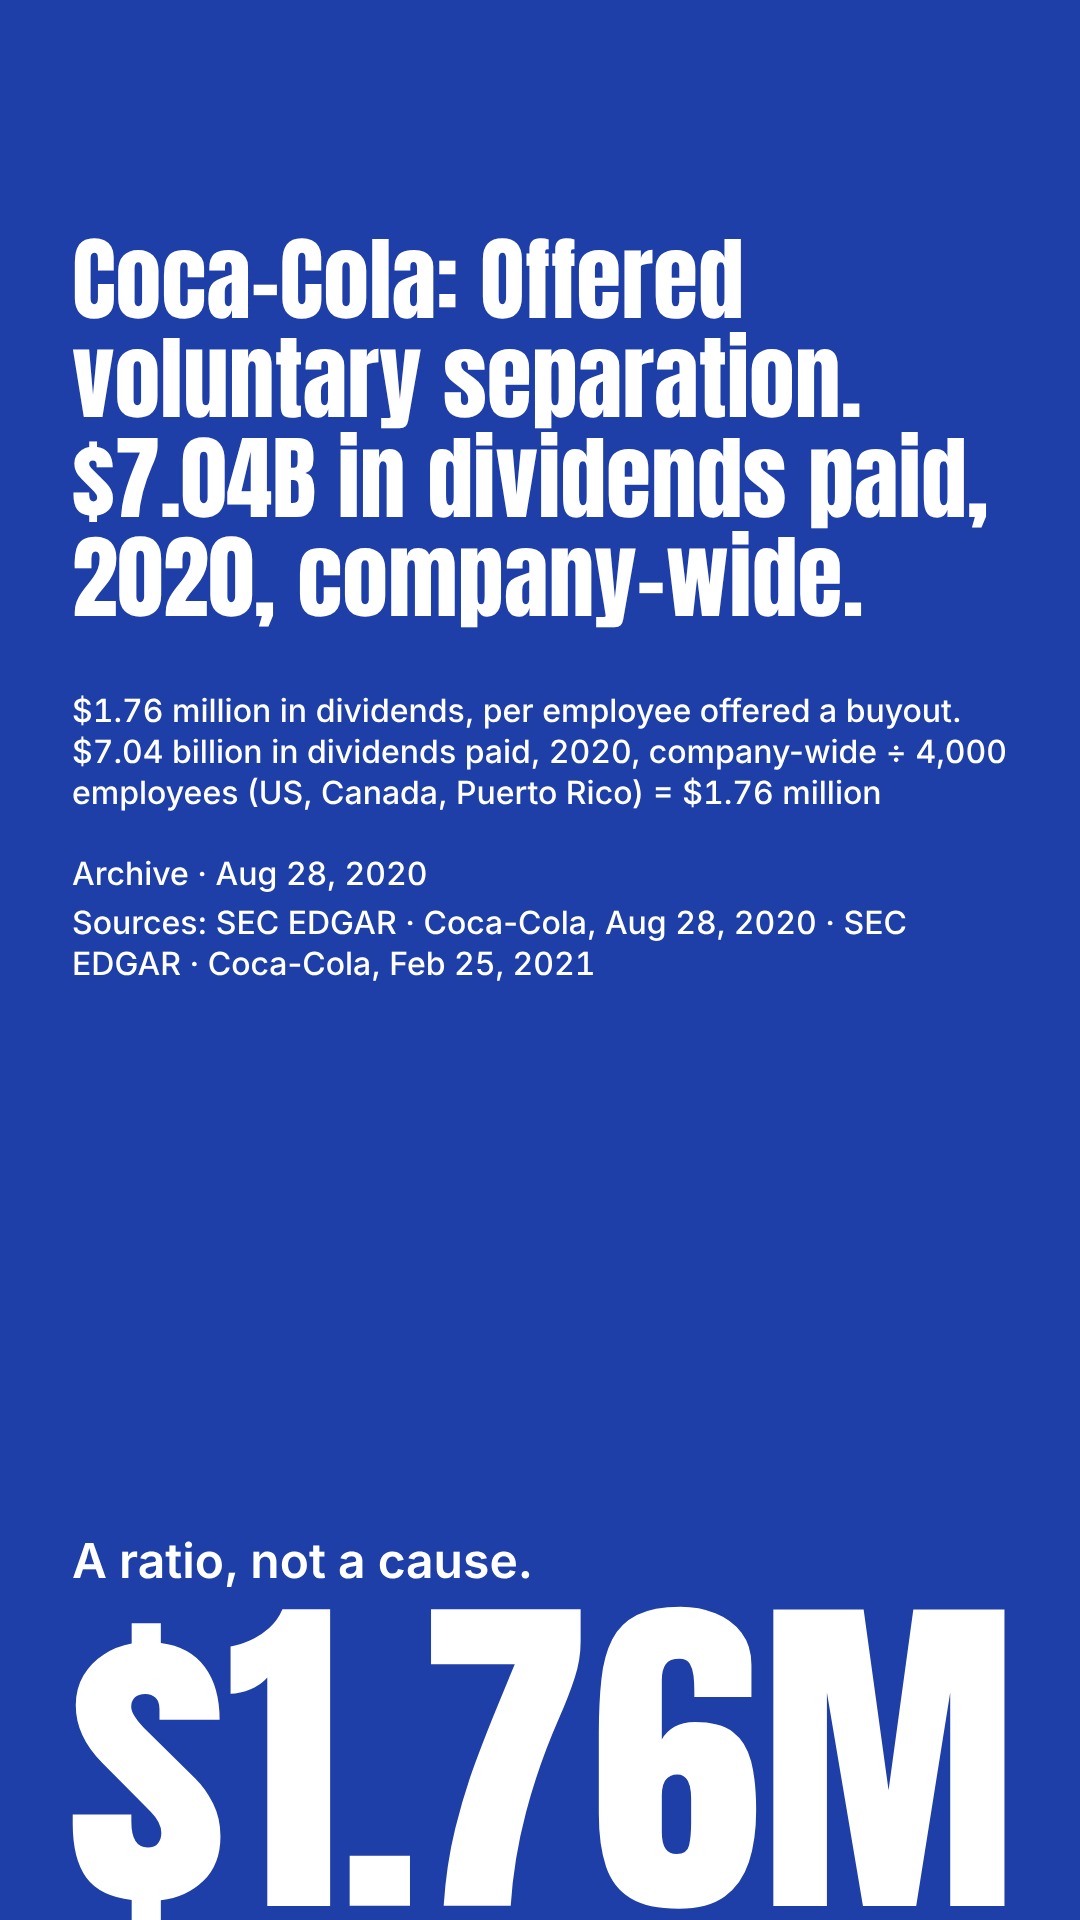 Coca-Cola: Offered
voluntary separation.
$7.04B in dividends paid,
2020, company-wide.
$1.76 million in dividends, per employee offered a buyout.
$7.04 billion in dividends paid, 2020, company-wide ÷ 4,000
employees (US, Canada, Puerto Rico) = $1.76 million
Archive · Aug 28, 2020
Sources: SEC EDGAR · Coca-Cola, Aug 28, 2020 · SEC
EDGAR · Coca-Cola, Feb 25, 2021
A ratio, not a cause.
$1.76M